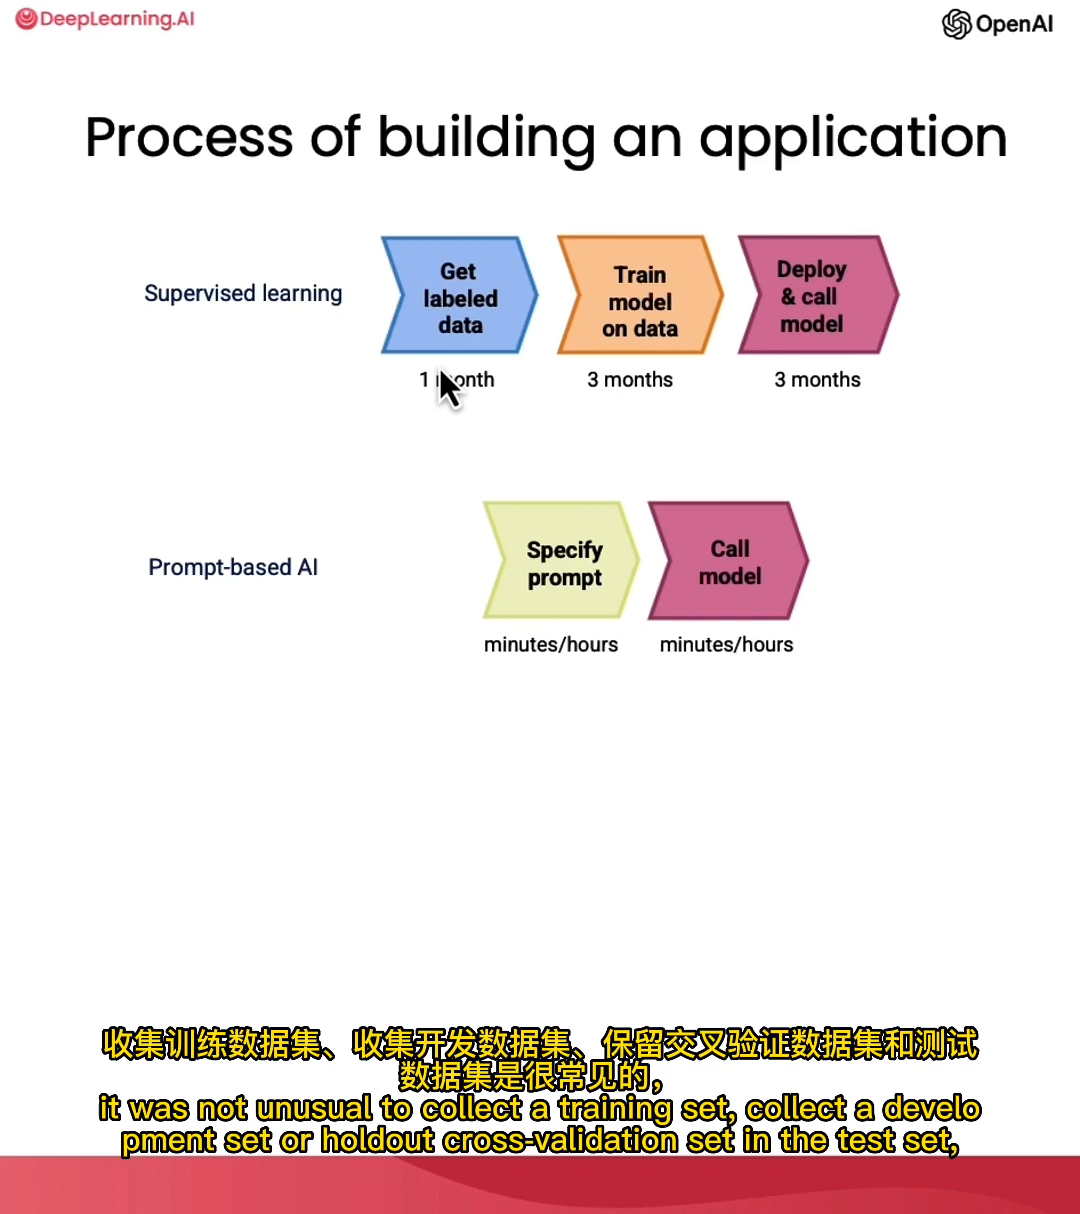 DeepLearning.AI
OpenAI
Process of building an application
Supervised learning
Get
labeled
data
Train
model
on data
Deploy
& call
model
1 month
3 months
3 months
Prompt-based AI
Specify
prompt
Call
model
minutes/hours
minutes/hours
收集训练数据集、收集开发数据集、保留交叉验证数据集和测试
数据集是很常见的，
it was not unusual to collect a training set, collect a develo
pment set or holdout cross-validation set in the test set,